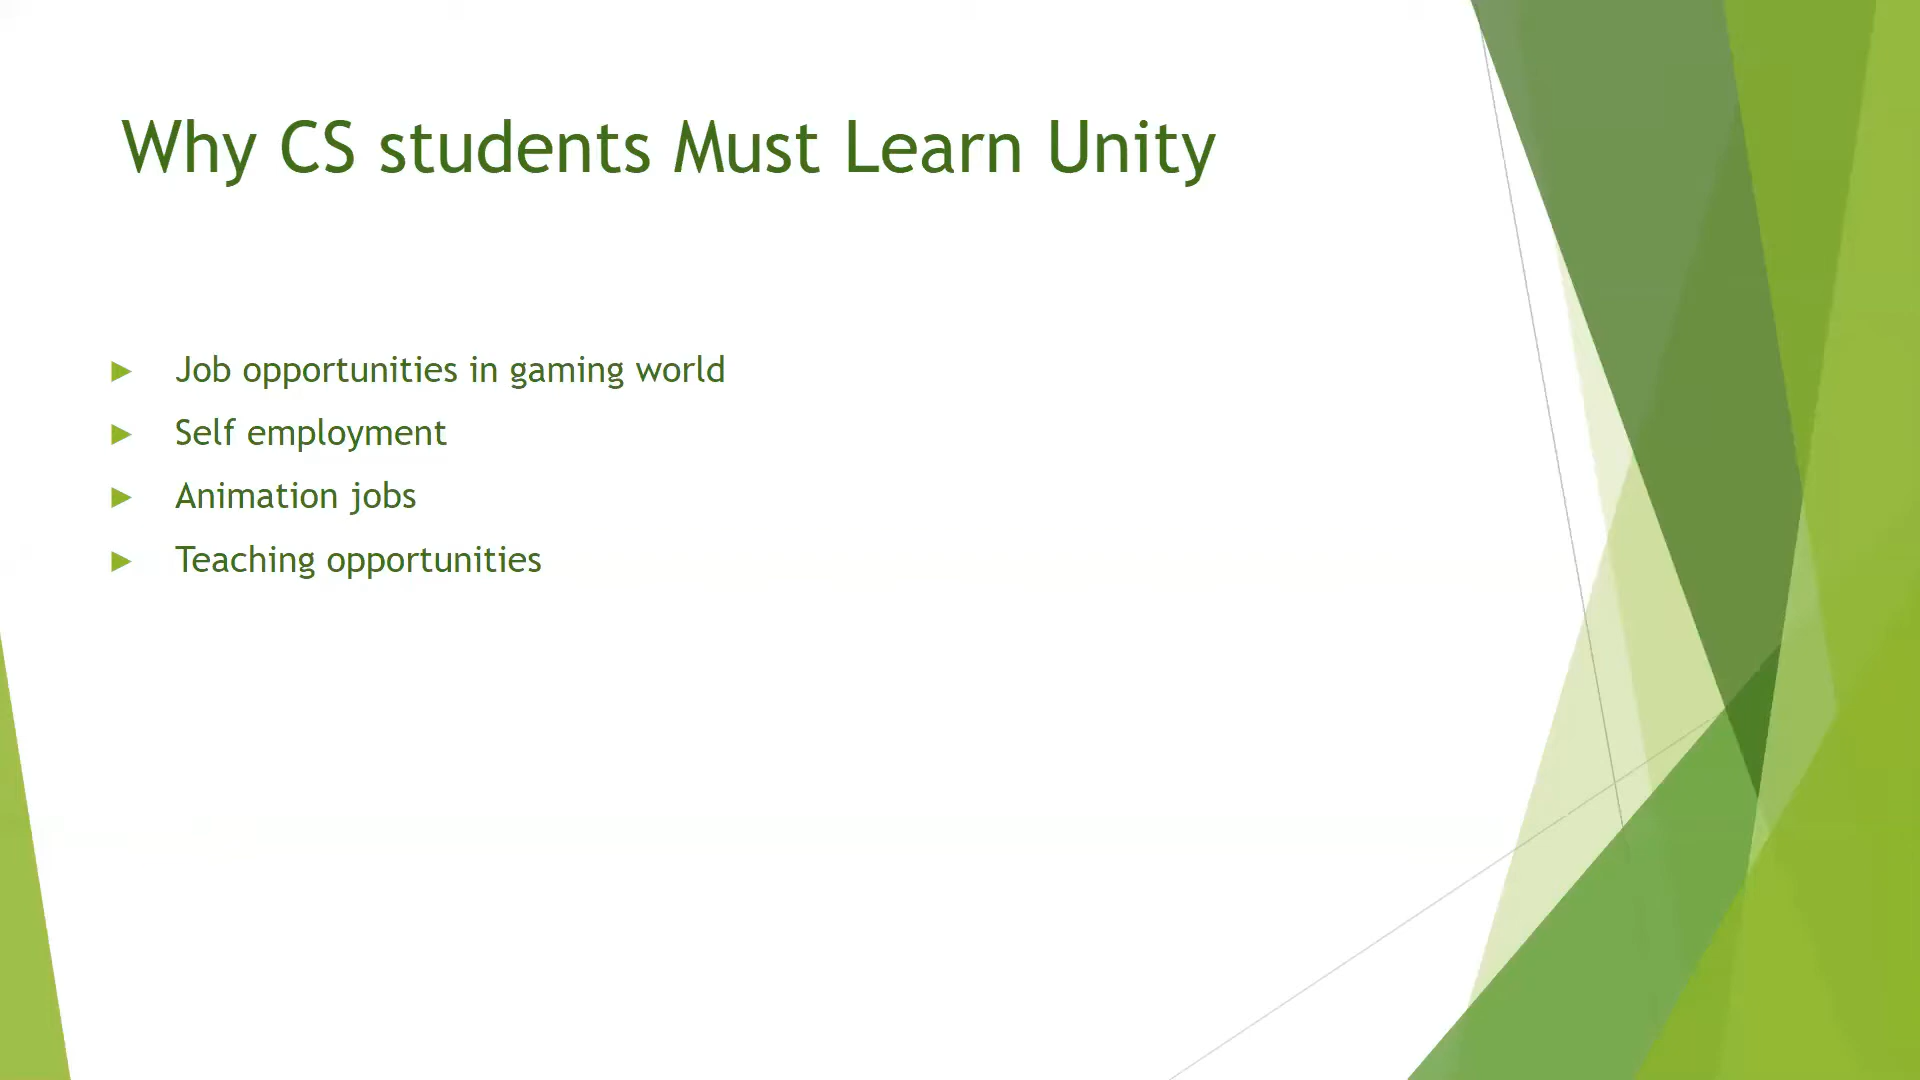 Why CS students Must Learn Unity
Job opportunities in gaming world
Self employment
Animation jobs
Teaching opportunities